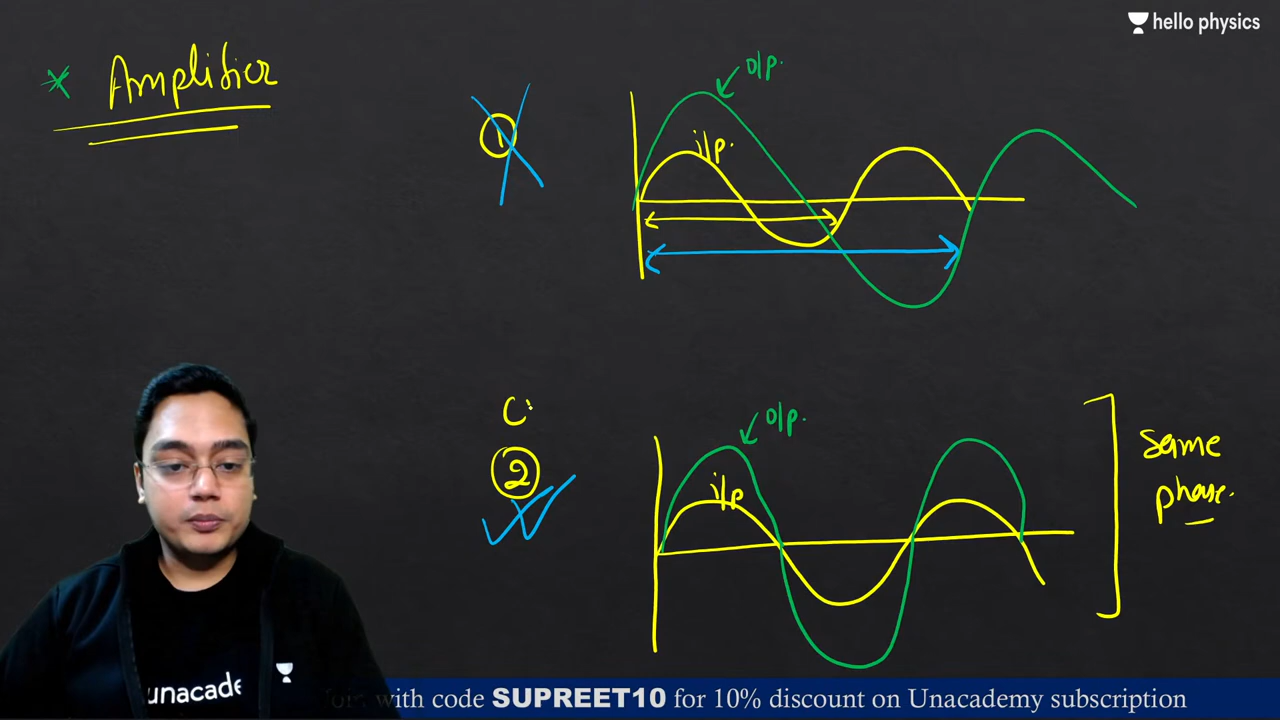 hello physics
* Amplifier
o/p.
1
i/p.
C:
o/p.
2
i/p
same
phase.
unacade
with code SUPREET10 for 10% discount on Unacademy subscription